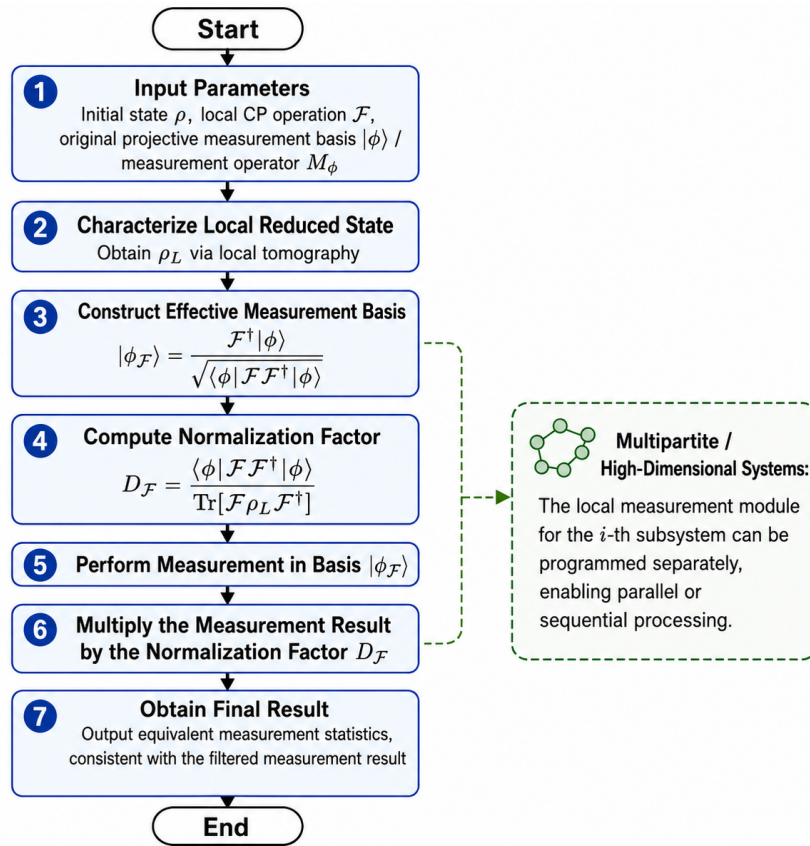 Start
1
Input Parameters
Initial state ρ, local CP operation ℱ,
original projective measurement basis |ϕ⟩ /
measurement operator M_ϕ
2
Characterize Local Reduced State
Obtain ρ_L via local tomography
3
Construct Effective Measurement Basis
|ϕ_ℱ⟩ = ℱ†|ϕ⟩ / √⟨ϕ|ℱℱ†|ϕ⟩
4
Compute Normalization Factor
D_ℱ = ⟨ϕ|ℱℱ†|ϕ⟩ / Tr[ℱρ_Lℱ†]
5
Perform Measurement in Basis |ϕ_ℱ⟩
6
Multiply the Measurement Result
by the Normalization Factor D_ℱ
7
Obtain Final Result
Output equivalent measurement statistics,
consistent with the filtered measurement result
End
Multipartite /
High-Dimensional Systems:
The local measurement module
for the i-th subsystem can be
programmed separately,
enabling parallel or
sequential processing.